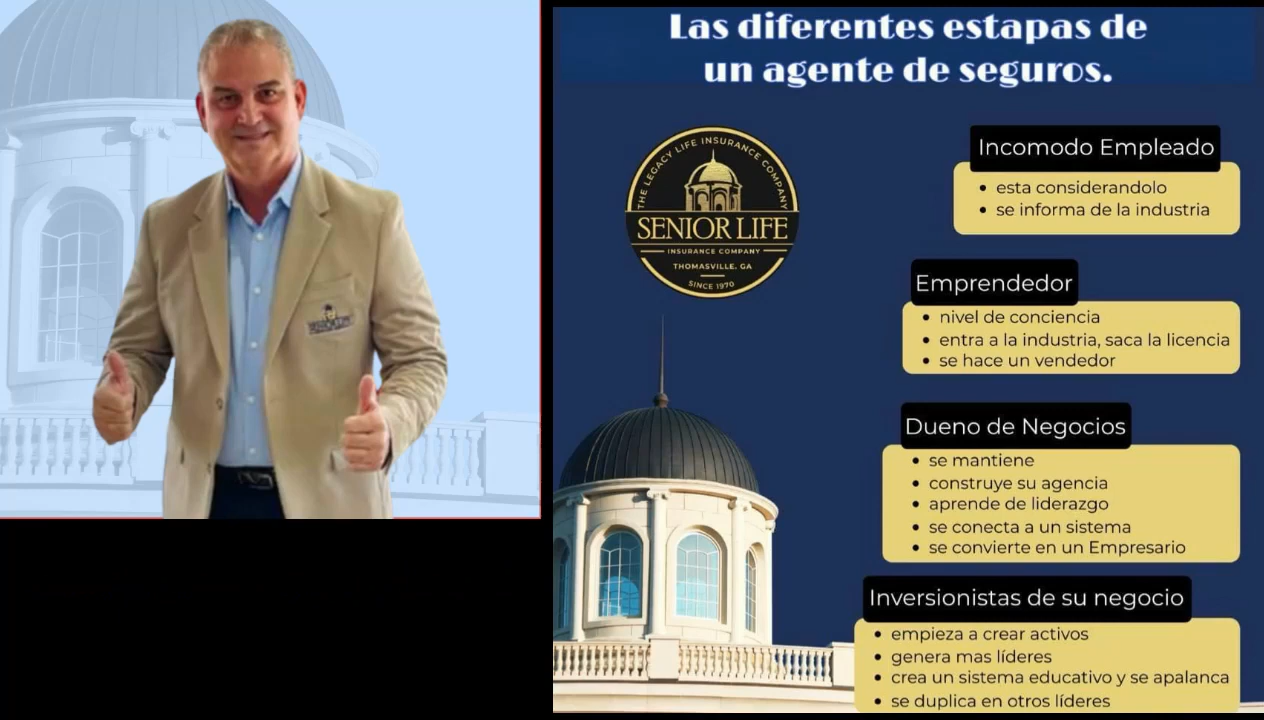 Las diferentes estapas de
un agente de seguros.
THE LEGACY LIFE INSURANCE COMPANY
SENIOR LIFE
INSURANCE COMPANY
THOMASVILLE, GA
SINCE 1970
Incomodo Empleado
• esta considerandolo
• se informa de la industria
Emprendedor
• nivel de conciencia
• entra a la industria, saca la licencia
• se hace un vendedor
Dueno de Negocios
• se mantiene
• construye su agencia
• aprende de liderazgo
• se conecta a un sistema
• se convierte en un Empresario
Inversionistas de su negocio
• empieza a crear activos
• genera mas líderes
• crea un sistema educativo y se apalanca
• se duplica en otros líderes